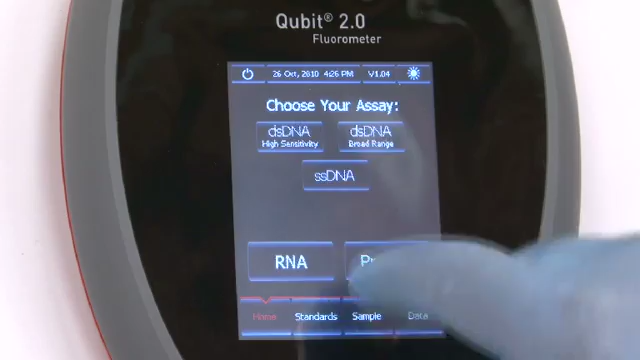 Qubit® 2.0
Fluorometer
26 Oct, 2010 4:26 PM V1.04
Choose Your Assay:
dsDNA dsDNA
High Sensitivity Broad Range
ssDNA
RNA
Home Standards Sample Data